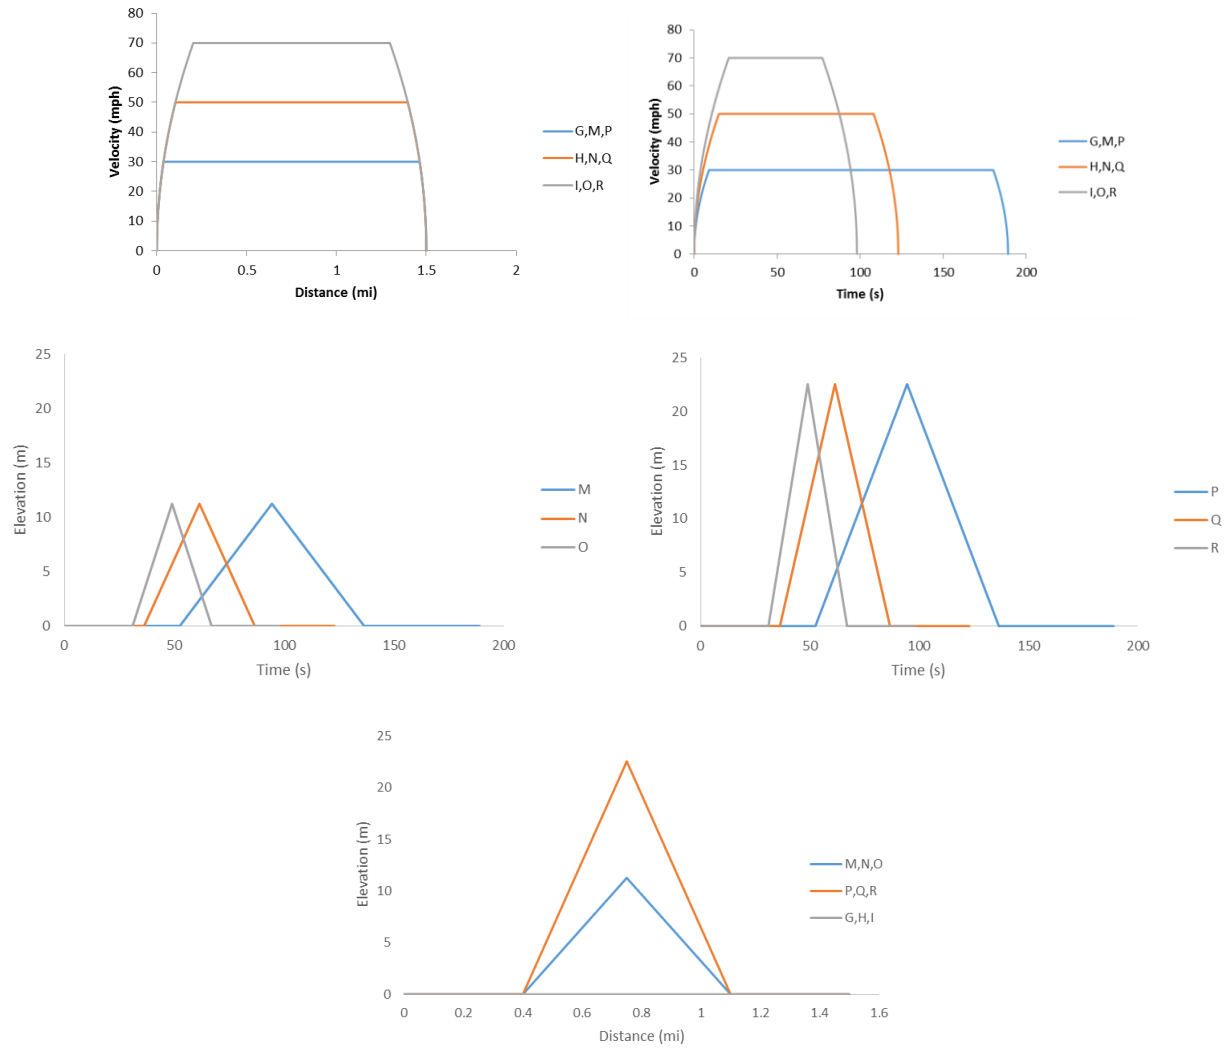 80
70
60
50
40
30
20
10
0
Velocity (mph)
0 0.5 1 1.5 2
Distance (mi)
G,M,P
H,N,Q
I,O,R
80
70
60
50
40
30
20
10
0
Velocity (mph)
0 50 100 150 200
Time (s)
G,M,P
H,N,Q
I,O,R
25
20
15
10
5
0
Elevation (m)
0 50 100 150 200
Time (s)
M
N
O
25
20
15
10
5
0
Elevation (m)
0 50 100 150 200
Time (s)
P
Q
R
25
20
15
10
5
0
Elevation (m)
0 0.2 0.4 0.6 0.8 1 1.2 1.4 1.6
Distance (mi)
M,N,O
P,Q,R
G,H,I